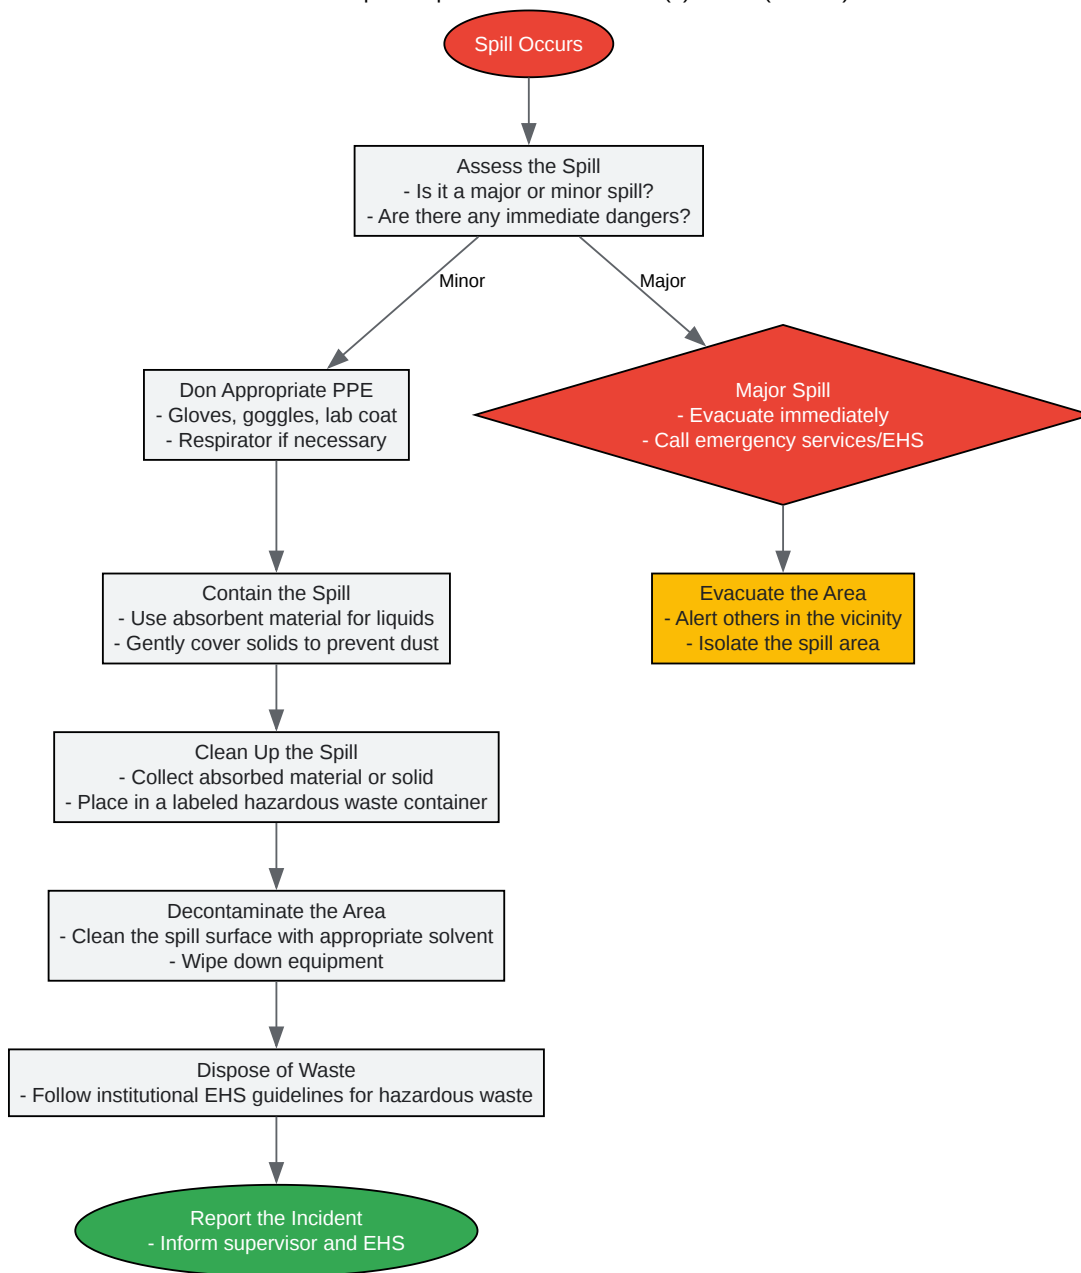 Spill Occurs
Assess the Spill
- Is it a major or minor spill?
- Are there any immediate dangers?
Minor
Major
Don Appropriate PPE
- Gloves, goggles, lab coat
- Respirator if necessary
Major Spill
- Evacuate immediately
- Call emergency services/EHS
Contain the Spill
- Use absorbent material for liquids
- Gently cover solids to prevent dust
Evacuate the Area
- Alert others in the vicinity
- Isolate the spill area
Clean Up the Spill
- Collect absorbed material or solid
- Place in a labeled hazardous waste container
Decontaminate the Area
- Clean the spill surface with appropriate solvent
- Wipe down equipment
Dispose of Waste
- Follow institutional EHS guidelines for hazardous waste
Report the Incident
- Inform supervisor and EHS